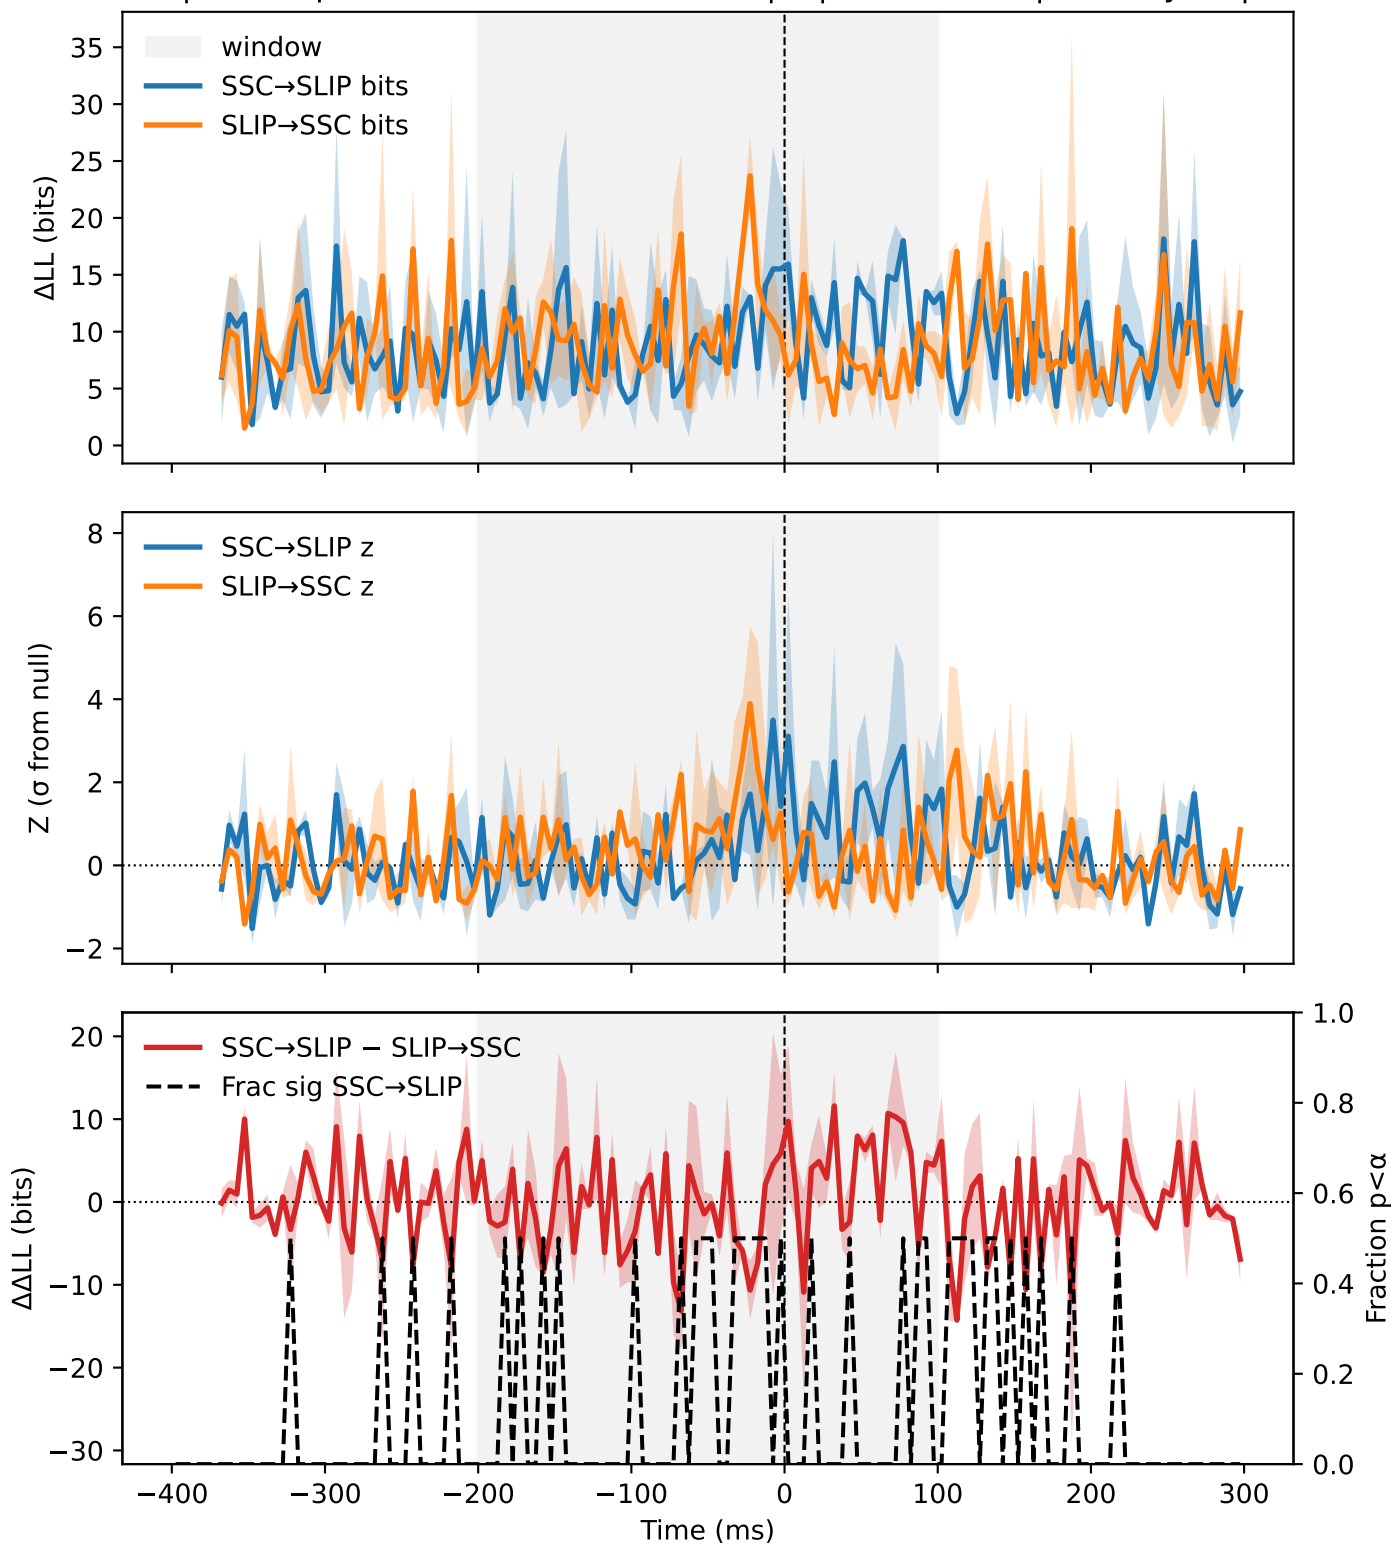 window
SSC→SLIP bits
SLIP→SSC bits
35
30
25
20
15
10
5
0
ΔLL (bits)
SSC→SLIP z
SLIP→SSC z
8
6
4
2
0
−2
Z (σ from null)
SSC→SLIP − SLIP→SSC
Frac sig SSC→SLIP
20
10
0
−10
−20
−30
ΔΔLL (bits)
1.0
0.8
0.6
0.4
0.2
0.0
Fraction p<α
−400 −300 −200 −100 0 100 200 300
Time (ms)